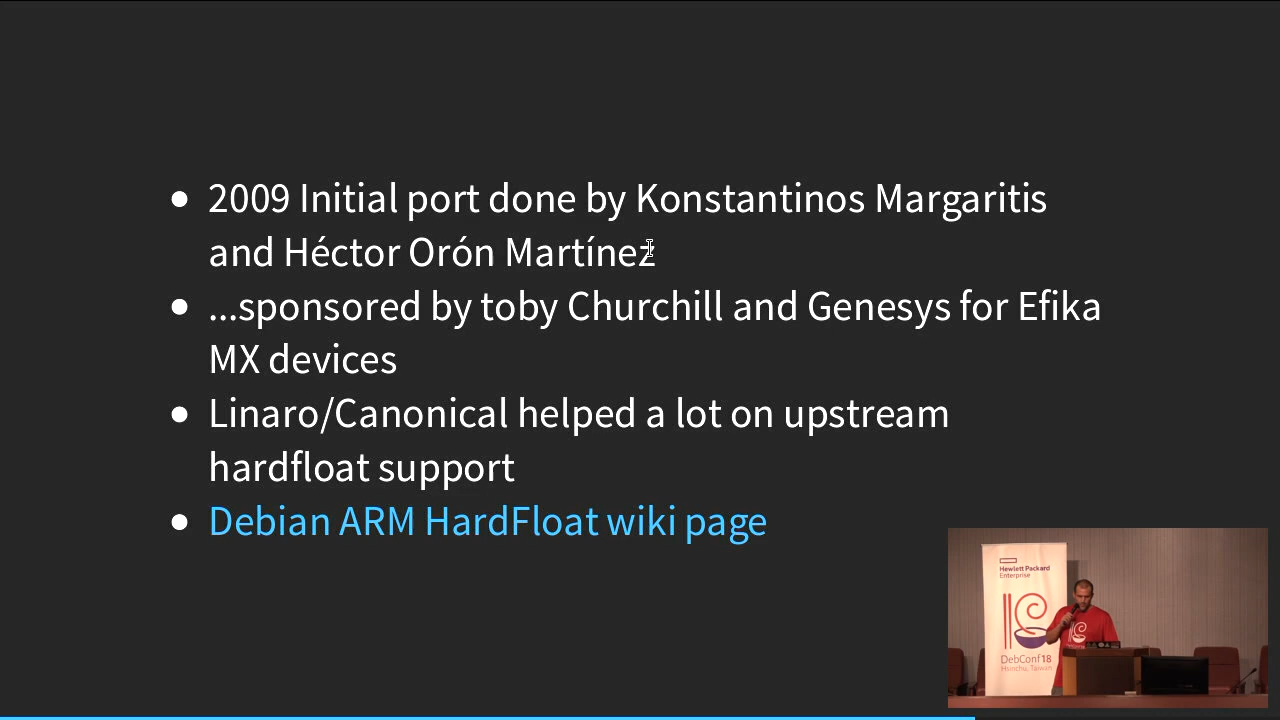 2009 Initial port done by Konstantinos Margaritis
and Héctor Orón Martínez
...sponsored by toby Churchill and Genesys for Efika
MX devices
Linaro/Canonical helped a lot on upstream
hardfloat support
Debian ARM HardFloat wiki page
Hewlett Packard
Enterprise
DebConf18
Hsinchu, Taiwan